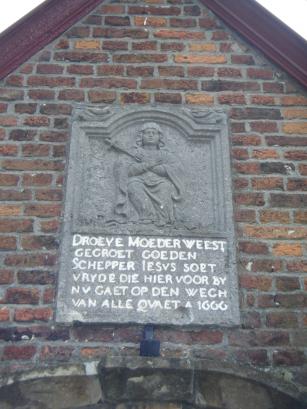 DROEVE MOEDER WEEST
GEGROET GOEDEN
SCHEPPER IESVS SOET
VRYDE DIE HIER VOOR BY
NV GAET OP DEN WECH
VAN ALLE QVAET A 1666